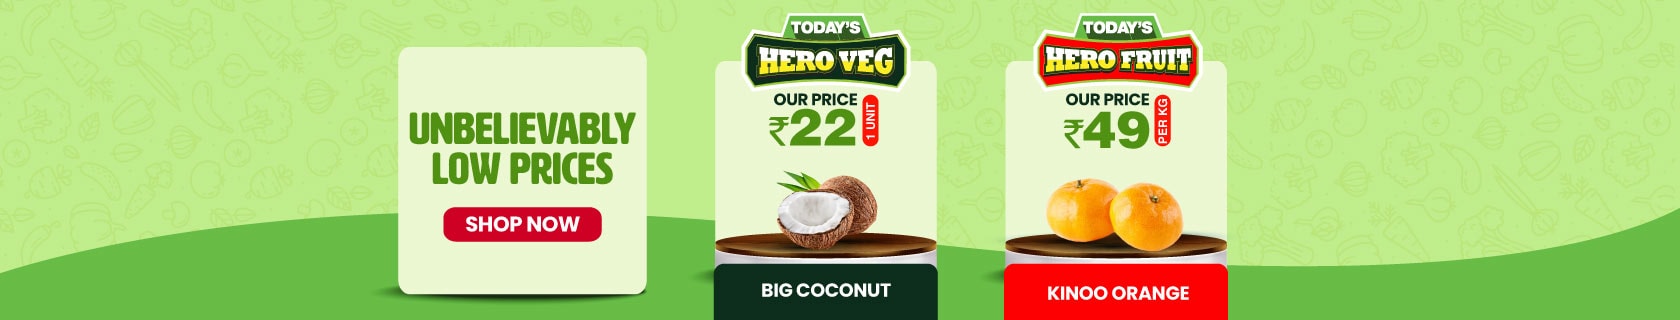 UNBELIEVABLY
LOW PRICES
SHOP NOW
TODAY'S
HERO VEG
OUR PRICE
₹22
1 UNIT
BIG COCONUT
TODAY'S
HERO FRUIT
OUR PRICE
₹49
PER KG
KINOO ORANGE